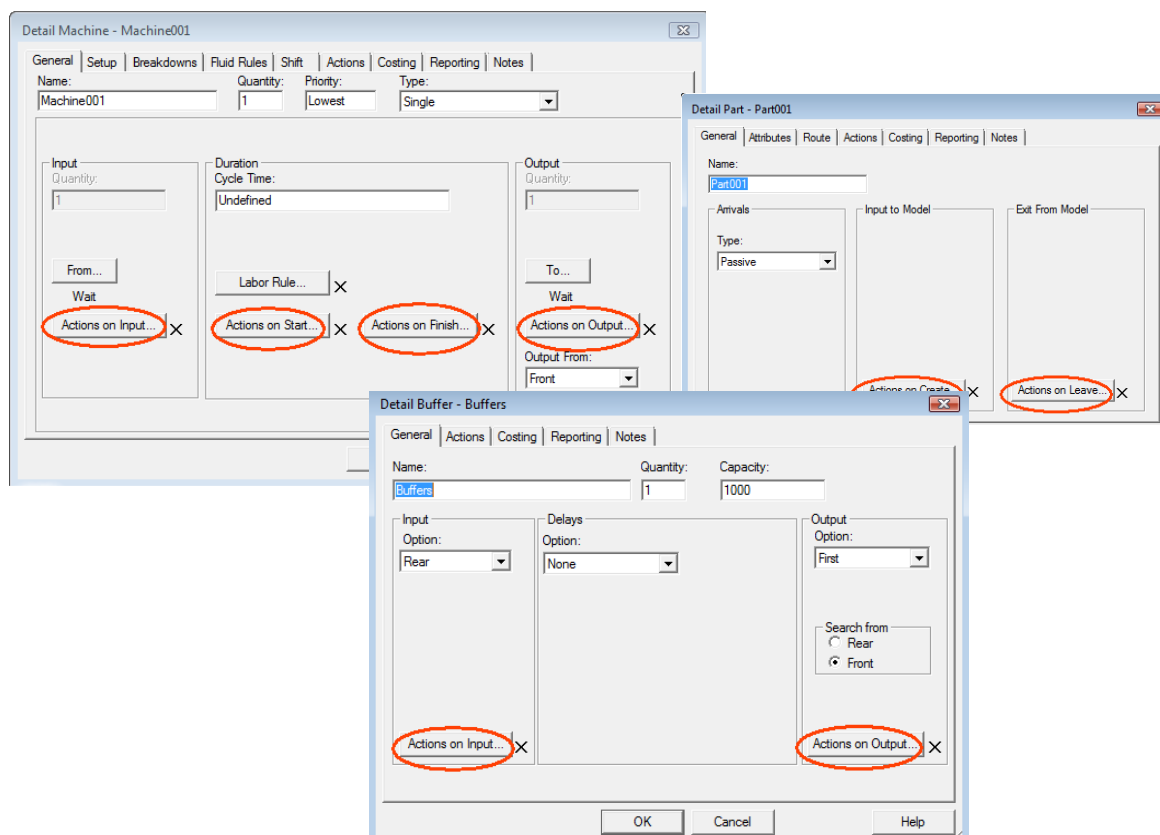 Detail Machine - Machine001
General Setup Breakdowns Fluid Rules Shift Actions Costing Reporting Notes
Name: Quantity: Priority: Type:
Machine001 1 Lowest Single
Input Duration Output
Quantity: Cycle Time: Quantity:
1 Undefined 1
From... Labor Rule... To...
Wait Wait
Actions on Input... Actions on Start... Actions on Finish... Actions on Output...
Output From:
Front
Detail Part - Part001
General Attributes Route Actions Costing Reporting Notes
Name:
Part001
Arrivals Input to Model Exit From Model
Type:
Passive
Actions on Create... Actions on Leave...
Detail Buffer - Buffers
General Actions Costing Reporting Notes
Name: Quantity: Capacity:
Buffers 1 1000
Input Delays Output
Option: Option: Option:
Rear None First
Search from
Rear
Front
Actions on Input... Actions on Output...
OK Cancel Help